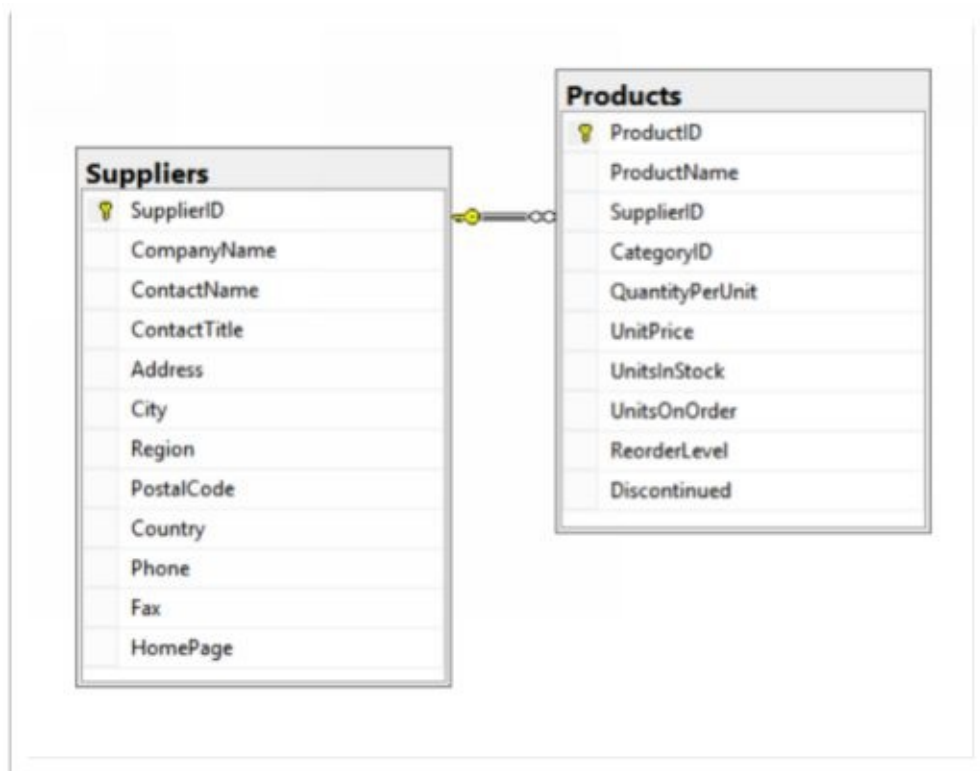 Suppliers
SupplierID
CompanyName
ContactName
ContactTitle
Address
City
Region
PostalCode
Country
Phone
Fax
HomePage
Products
ProductID
ProductName
SupplierID
CategoryID
QuantityPerUnit
UnitPrice
UnitsInStock
UnitsOnOrder
ReorderLevel
Discontinued